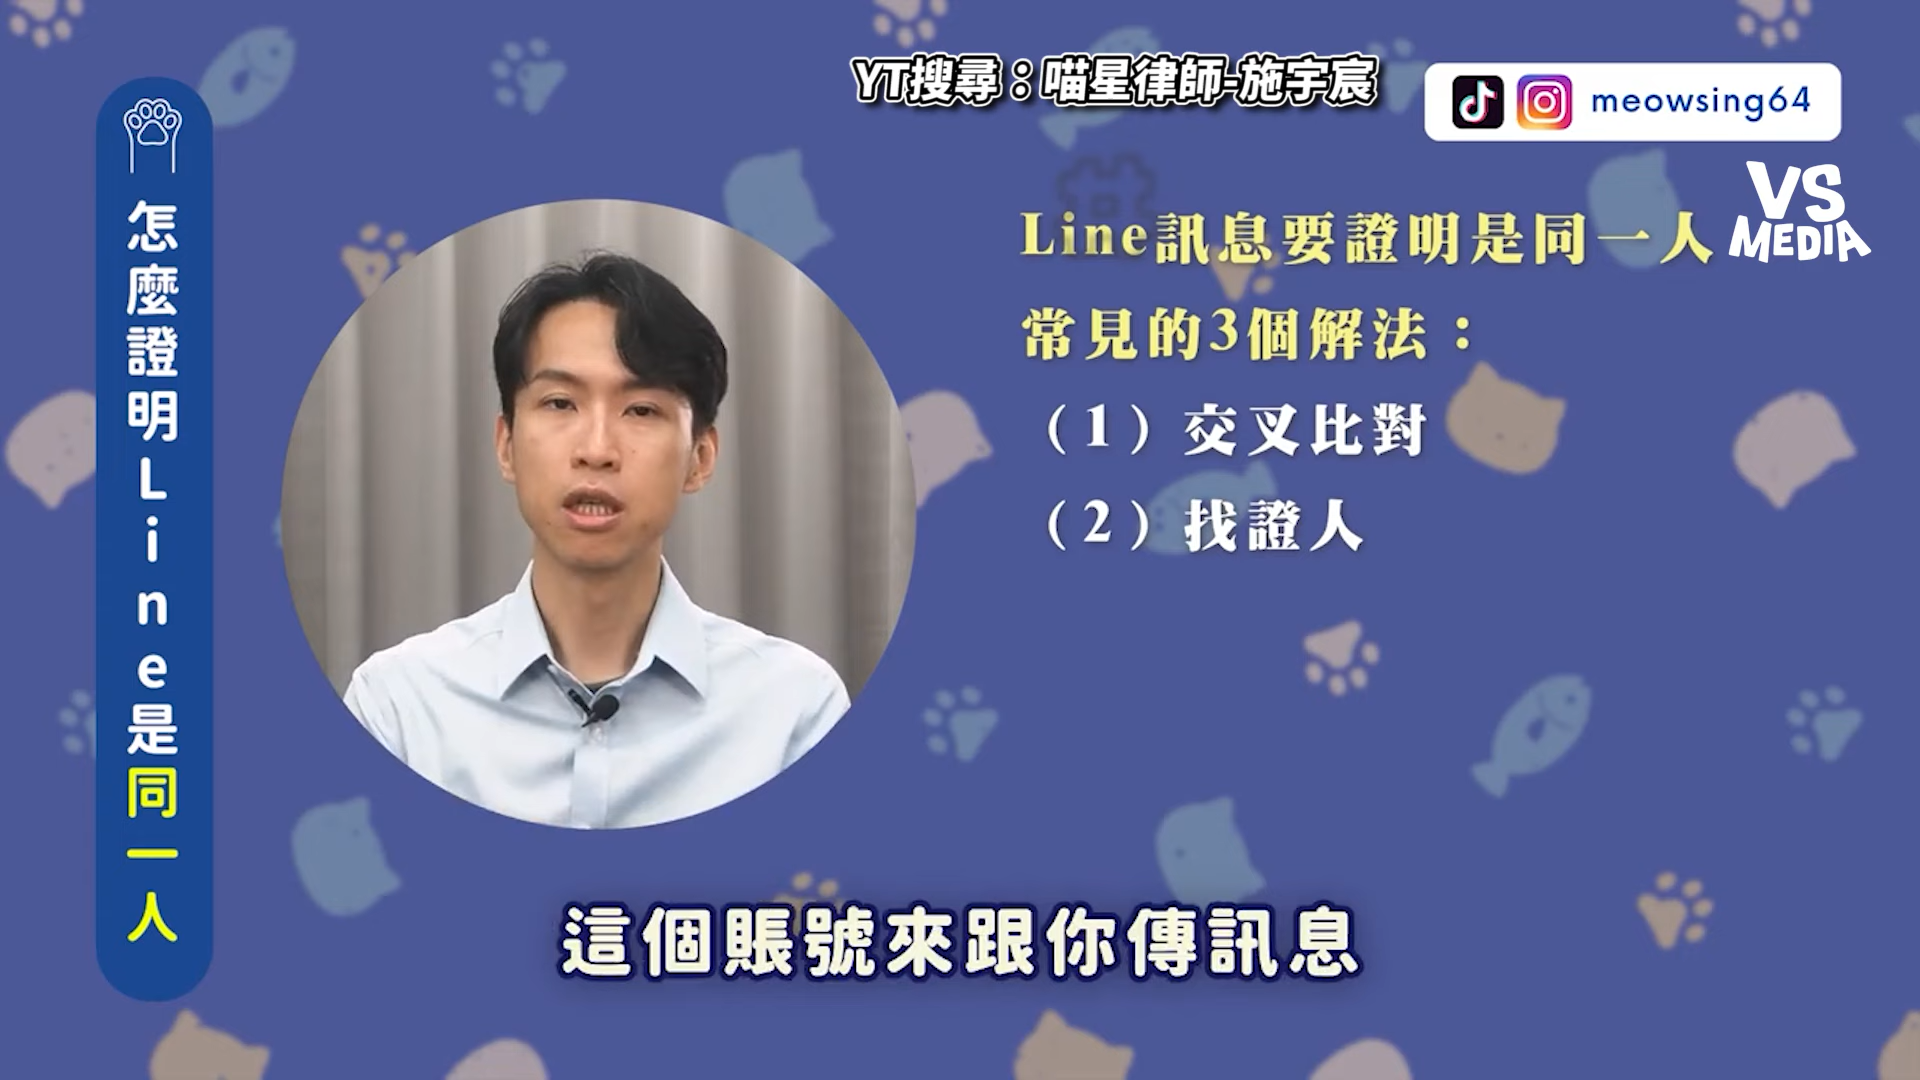 YT搜尋：喵星律師-施宇宸
meowsing64
VS
MEDIA
怎麼證明Line是同一人
Line訊息要證明是同一人
常見的3個解法：
（1）交叉比對
（2）找證人
這個賬號來跟你傳訊息